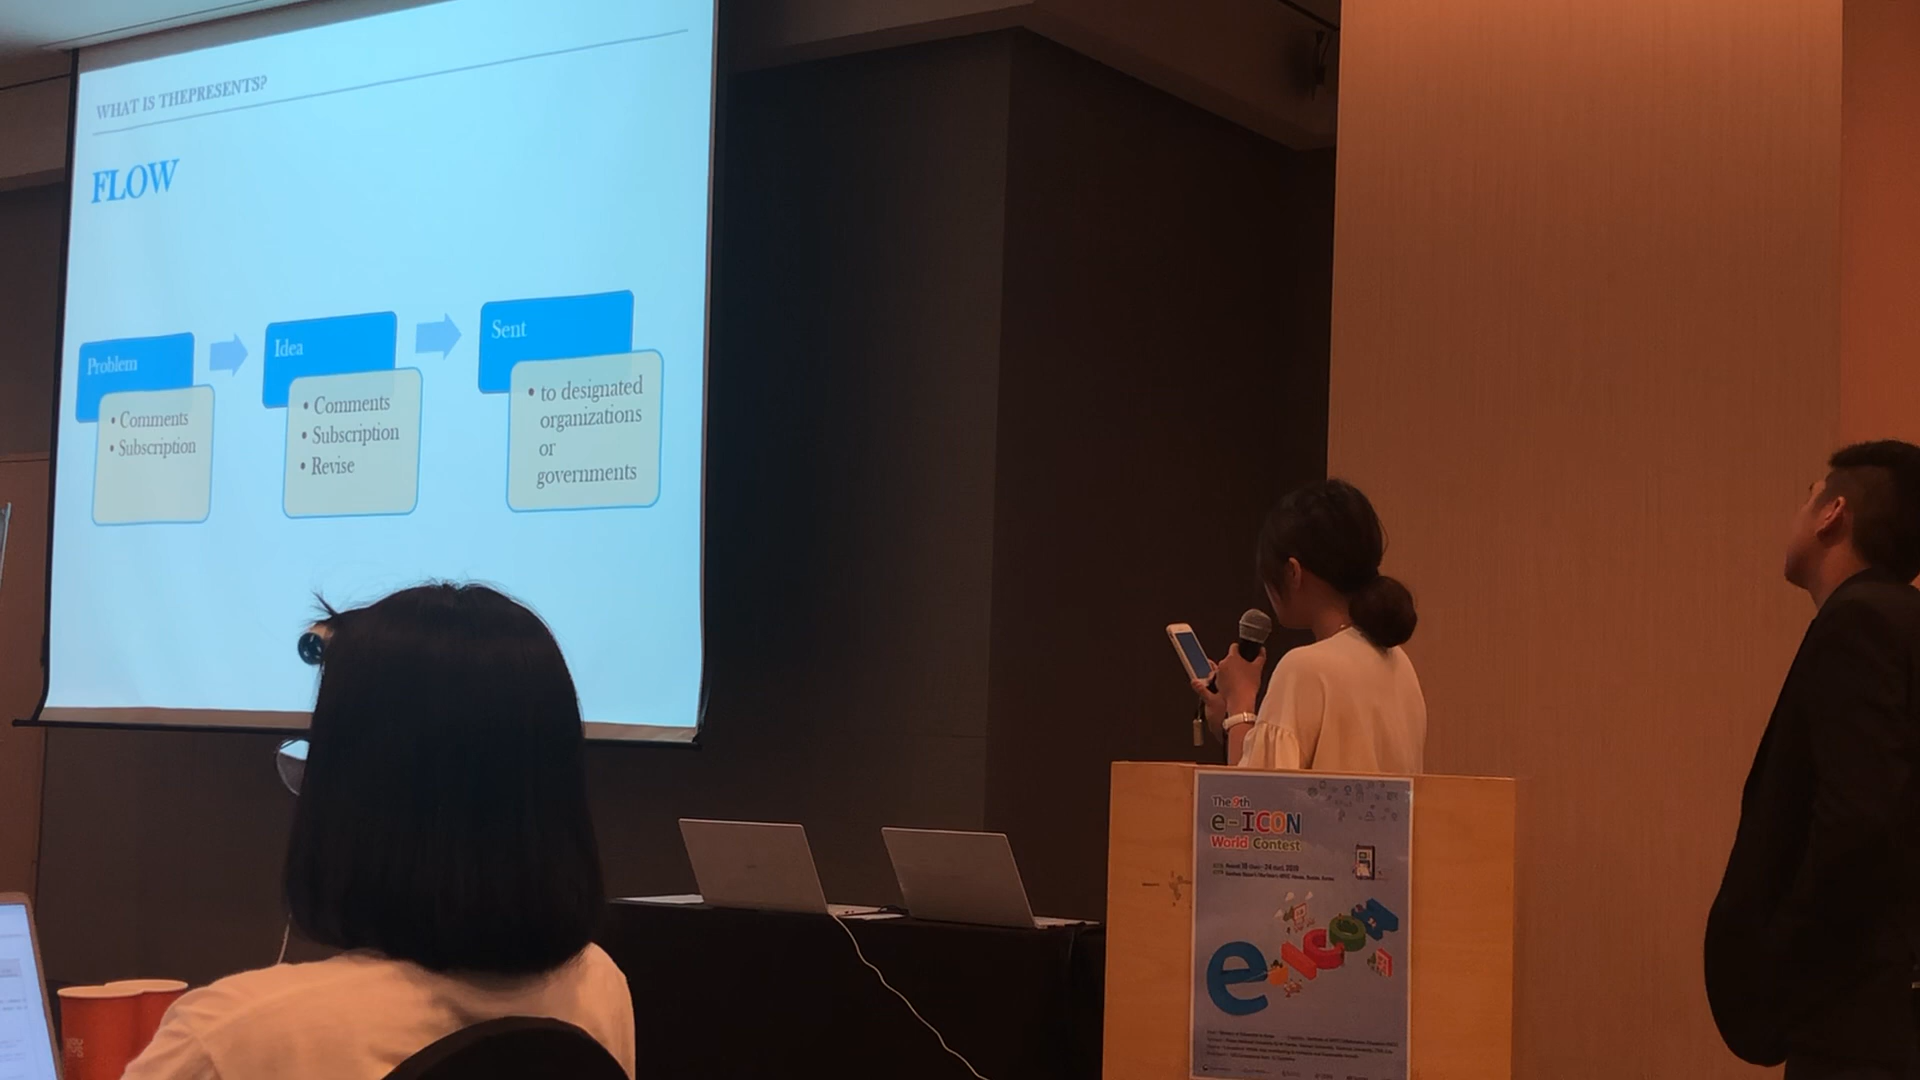 WHAT IS THEPRESENTS?
FLOW
Problem
• Comments
• Subscription
Idea
• Comments
• Subscription
• Revise
Sent
• to designated
organizations
or
governments
The 9th
e-ICON
World Contest
e-ICON